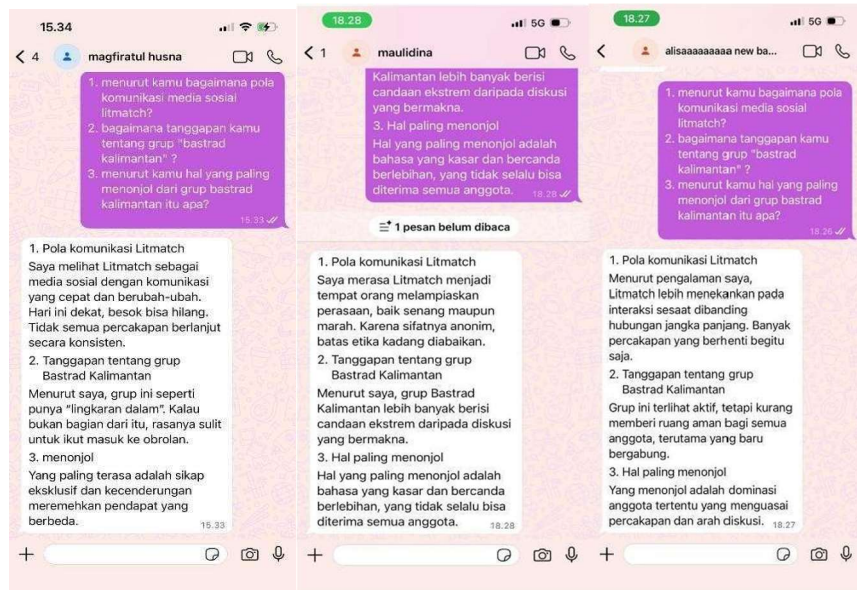 15.34
4 magfiratul husna
1. menurut kamu bagaimana pola
komunikasi media sosial
litmatch?
2. bagaimana tanggapan kamu
tentang grup "bastrad
kalimantan" ?
3. menurut kamu hal yang paling
menonjol dari grup bastrad
kalimantan itu apa?
15.33
1. Pola komunikasi Litmatch
Saya melihat Litmatch sebagai
media sosial dengan komunikasi
yang cepat dan berubah-ubah.
Hari ini dekat, besok bisa hilang.
Tidak semua percakapan berlanjut
secara konsisten.
2. Tanggapan tentang grup
Bastrad Kalimantan
Menurut saya, grup ini seperti
punya "lingkaran dalam". Kalau
bukan bagian dari itu, rasanya sulit
untuk ikut masuk ke obrolan.
3. menonjol
Yang paling terasa adalah sikap
eksklusif dan kecenderungan
meremehkan pendapat yang
berbeda.
15.33
18.28
5G
1 maulidina
Kalimantan lebih banyak berisi
candaan ekstrem daripada diskusi
yang bermakna.
3. Hal paling menonjol
Hal yang paling menonjol adalah
bahasa yang kasar dan bercanda
berlebihan, yang tidak selalu bisa
diterima semua anggota.
18.28
1 pesan belum dibaca
1. Pola komunikasi Litmatch
Saya merasa Litmatch menjadi
tempat orang melampiaskan
perasaan, baik senang maupun
marah. Karena sifatnya anonim,
batas etika kadang diabaikan.
2. Tanggapan tentang grup
Bastrad Kalimantan
Menurut saya, grup Bastrad
Kalimantan lebih banyak berisi
candaan ekstrem daripada diskusi
yang bermakna.
3. Hal paling menonjol
Hal yang paling menonjol adalah
bahasa yang kasar dan bercanda
berlebihan, yang tidak selalu bisa
diterima semua anggota.
18.28
18.27
5G
alisaaaaaaaaa new ba...
1. menurut kamu bagaimana pola
komunikasi media sosial
litmatch?
2. bagaimana tanggapan kamu
tentang grup "bastrad
kalimantan" ?
3. menurut kamu hal yang paling
menonjol dari grup bastrad
kalimantan itu apa?
18.26
1. Pola komunikasi Litmatch
Menurut pengalaman saya,
Litmatch lebih menekankan pada
interaksi sesaat dibanding
hubungan jangka panjang. Banyak
percakapan yang berhenti begitu
saja.
2. Tanggapan tentang grup
Bastrad Kalimantan
Grup ini terlihat aktif, tetapi kurang
memberi ruang aman bagi semua
anggota, terutama yang baru
bergabung.
3. Hal paling menonjol
Yang menonjol adalah dominasi
anggota tertentu yang menguasai
percakapan dan arah diskusi.
18.27